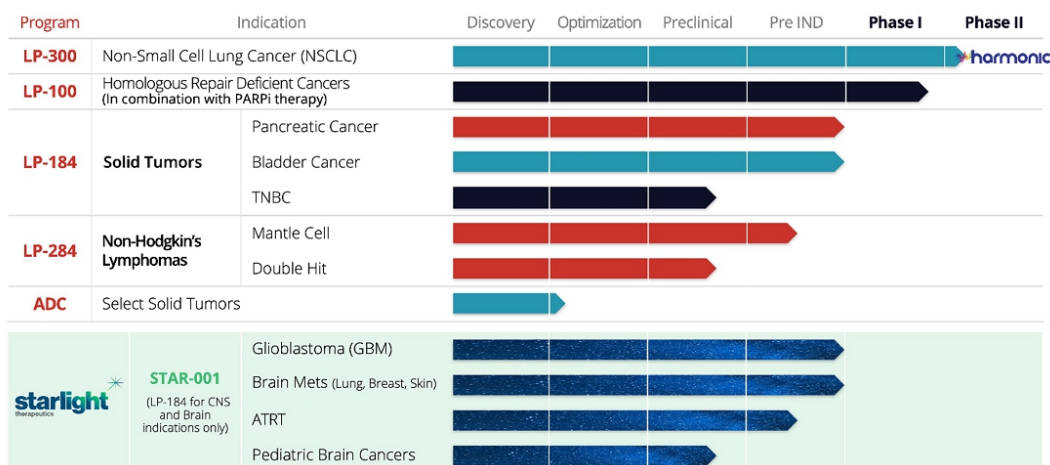 Program Indication Discovery Optimization Preclinical Pre IND Phase I Phase II
LP-300 Non-Small Cell Lung Cancer (NSCLC) harmonic
LP-100 Homologous Repair Deficient Cancers
(In combination with PARPi therapy)
LP-184 Solid Tumors
Pancreatic Cancer
Bladder Cancer
TNBC
LP-284 Non-Hodgkin's
Lymphomas
Mantle Cell
Double Hit
ADC Select Solid Tumors
starlight
therapeutics
STAR-001
(LP-184 for CNS
and Brain
indications only)
Glioblastoma (GBM)
Brain Mets (Lung, Breast, Skin)
ATRT
Pediatric Brain Cancers